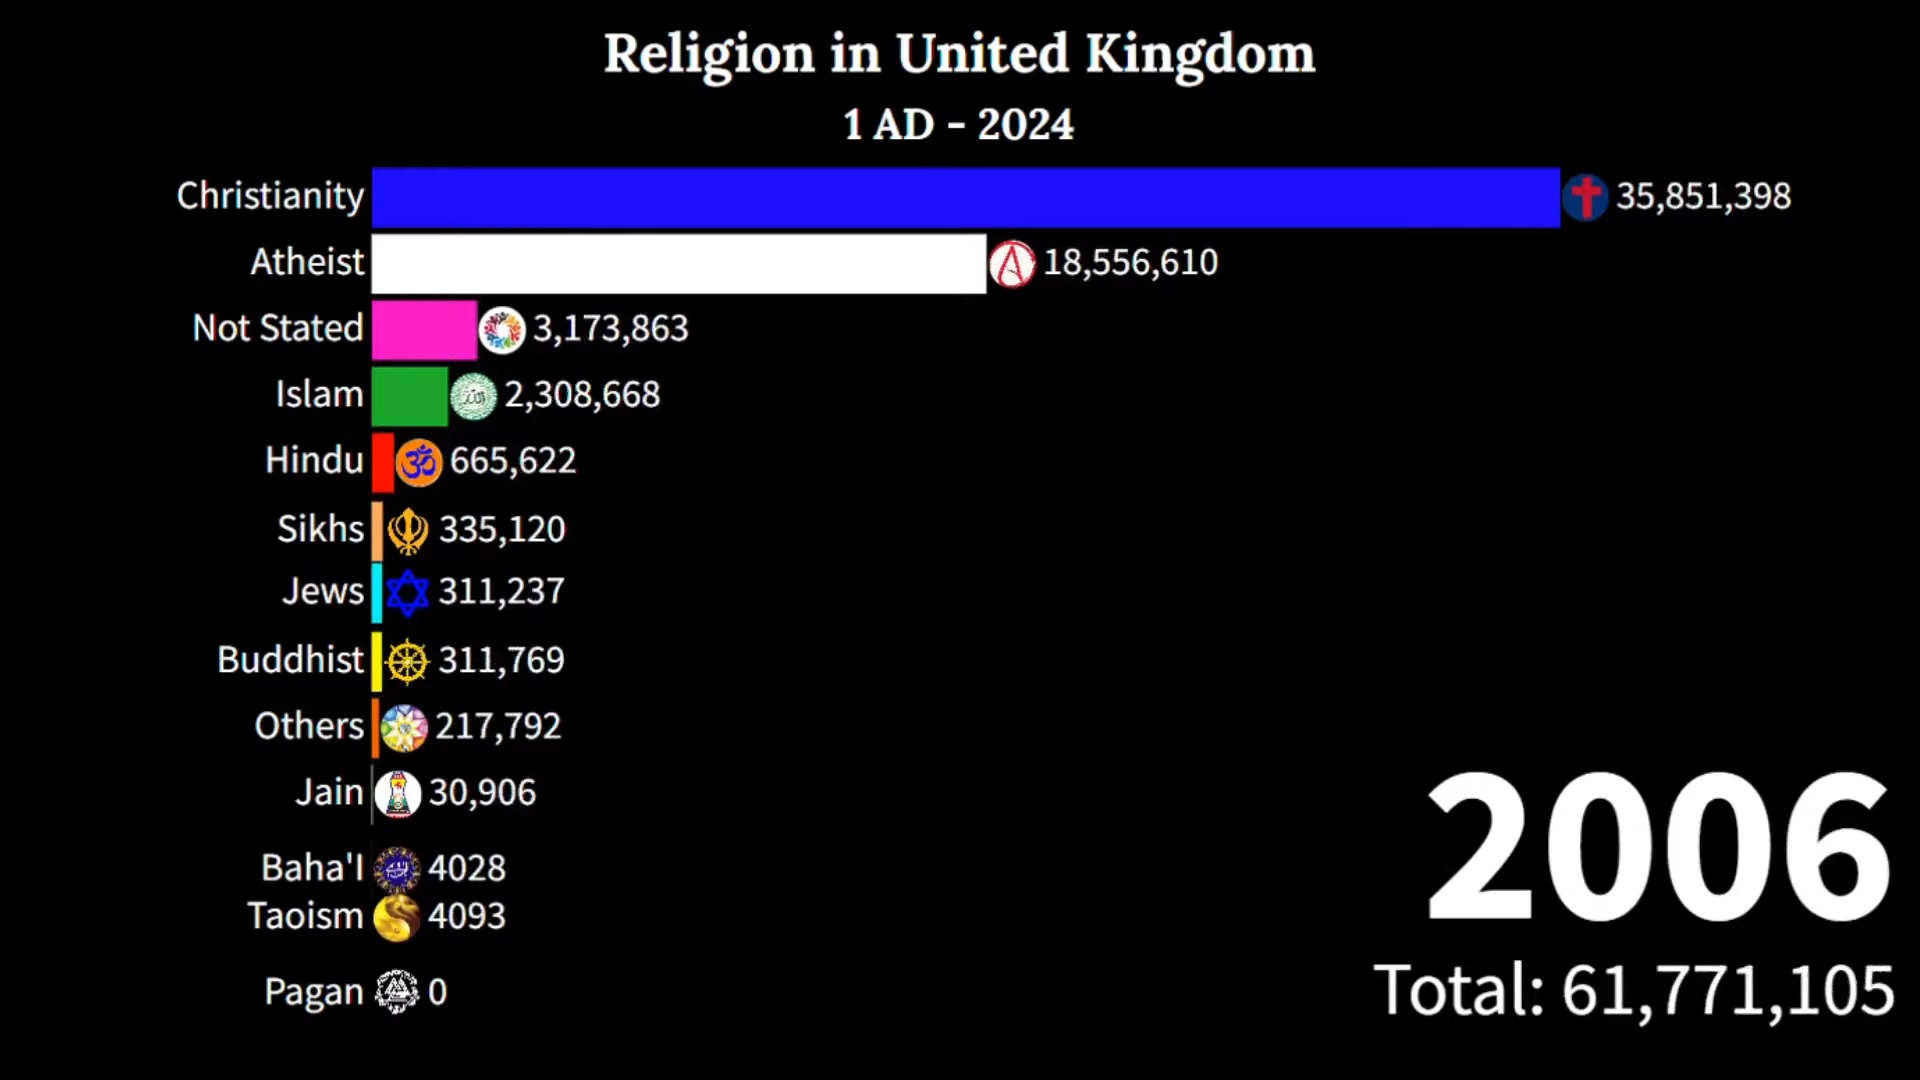 Religion in United Kingdom
1 AD - 2024
Christianity 35,851,398
Atheist 18,556,610
Not Stated 3,173,863
Islam 2,308,668
Hindu 665,622
Sikhs 335,120
Jews 311,237
Buddhist 311,769
Others 217,792
Jain 30,906
Baha'I 4028
Taoism 4093
Pagan 0
2006
Total: 61,771,105